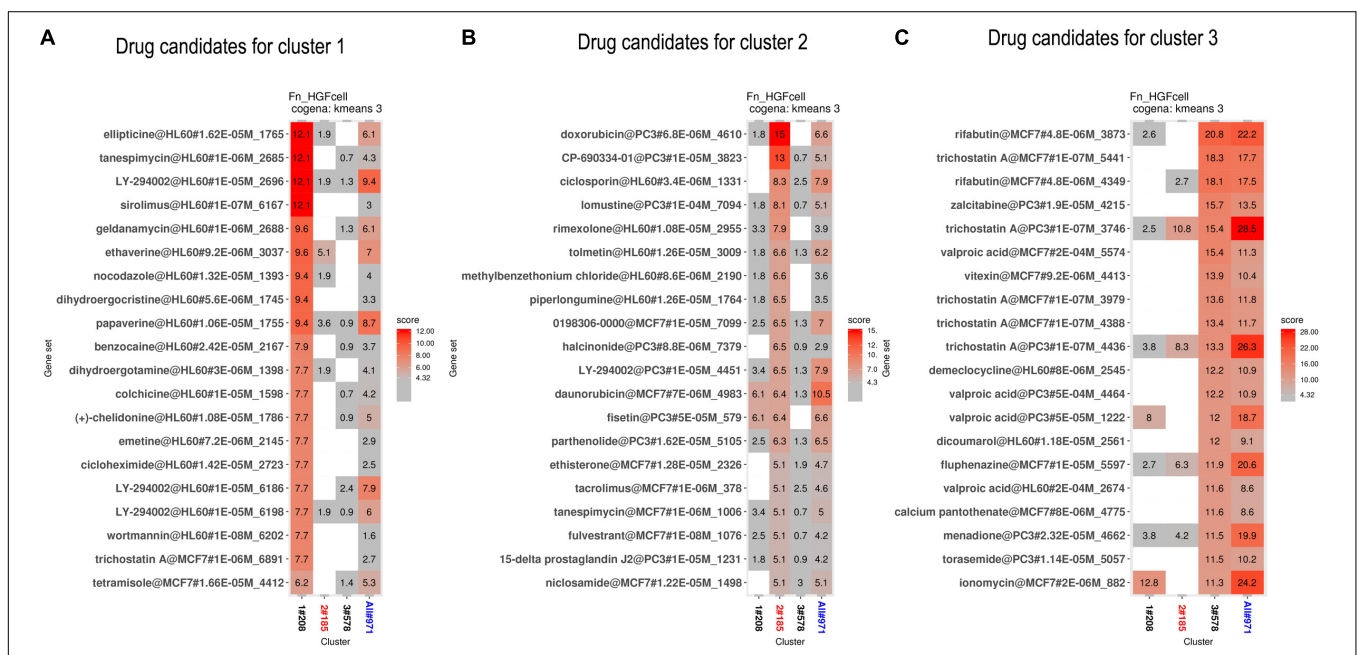 A Drug candidates for cluster 1
Fn_HGFcell
cogena: kmeans 3
ellipticine@HL60#1.62E-05M_1765 12.1 1.9 6.1
tanespimycin@HL60#1E-06M_2685 12.1 0.7 4.3
LY-294002@HL60#1E-05M_2696 12.1 1.9 1.3 9.4
sirolimus@HL60#1E-07M_6167 12.1 3
geldanamycin@HL60#1E-06M_2688 9.6 1.3 6.1
ethaverine@HL60#9.2E-06M_3037 9.6 5.1 7
nocodazole@HL60#1.32E-05M_1393 9.4 1.9 4
dihydroergocristine@HL60#5.6E-06M_1745 9.4 3.3
papaverine@HL60#1.06E-05M_1755 9.4 3.6 0.9 8.7
benzocaine@HL60#2.42E-05M_2167 7.9 0.9 3.7
dihydroergotamine@HL60#3E-06M_1398 7.7 1.9 4.1
colchicine@HL60#1E-05M_1598 7.7 0.7 4.2
(+)-chelidonine@HL60#1.08E-05M_1786 7.7 0.9 5
emetine@HL60#7.2E-06M_2145 7.7 2.9
cicloheximide@HL60#1.42E-05M_2723 7.7 2.5
LY-294002@HL60#1E-05M_6186 7.7 2.4 7.9
LY-294002@HL60#1E-05M_6198 7.7 1.9 0.9 6
wortmannin@HL60#1E-08M_6202 7.7 1.6
trichostatin A@MCF7#1E-06M_6891 7.7 2.7
tetramisole@MCF7#1.66E-05M_4412 6.2 1.4 5.3
1#208 2#185 3#578 All#971
Cluster
score
12.00
8.00
6.00
4.32
Gene set
B Drug candidates for cluster 2
Fn_HGFcell
cogena: kmeans 3
doxorubicin@PC3#6.8E-06M_4610 1.8 15 6.6
CP-690334-01@PC3#1E-05M_3823 13 0.7 5.1
ciclosporin@HL60#3.4E-06M_1331 8.3 2.5 7.9
lomustine@PC3#1E-04M_7094 1.8 8.1 0.7 5.1
rimexolone@HL60#1.08E-05M_2955 3.3 7.9 3.9
tolmetin@HL60#1.26E-05M_3009 1.8 6.6 1.3 6.2
methylbenzethonium chloride@HL60#8.6E-06M_2190 1.8 6.6 3.6
piperlongumine@HL60#1.26E-05M_1764 1.8 6.5 3.5
0198306-0000@MCF7#1E-05M_7099 2.5 6.5 1.3 7
halcinonide@PC3#8.8E-06M_7379 6.5 0.9 2.9
LY-294002@PC3#1E-05M_4451 3.4 6.5 1.3 7.9
daunorubicin@MCF7#7E-06M_4983 6.1 6.4 1.3 10.5
fisetin@PC3#5E-05M_579 6.1 6.4 6.6
parthenolide@PC3#1.62E-05M_5105 2.5 6.3 1.3 6.5
ethisterone@MCF7#1.28E-05M_2326 5.1 1.9 4.7
tacrolimus@MCF7#1E-06M_378 5.1 2.5 4.6
tanespimycin@MCF7#1E-06M_1006 3.4 5.1 0.7 5
fulvestrant@MCF7#1E-08M_1076 2.5 5.1 0.7 4.2
15-delta prostaglandin J2@PC3#1E-05M_1231 1.8 5.1 0.9 4.2
niclosamide@MCF7#1.22E-05M_1498 5.1 3 5.1
1#208 2#185 3#578 All#971
Cluster
score
15.
10.
7.0
4.3
Gene set
C Drug candidates for cluster 3
Fn_HGFcell
cogena: kmeans 3
rifabutin@MCF7#4.8E-06M_3873 2.6 20.8 22.2
trichostatin A@MCF7#1E-07M_5441 18.3 17.7
rifabutin@MCF7#4.8E-06M_4349 2.7 18.1 17.5
zalcitabine@PC3#1.9E-05M_4215 15.7 13.5
trichostatin A@PC3#1E-07M_3746 2.5 10.8 15.4 28.5
valproic acid@MCF7#2E-04M_5574 15.4 11.3
vitexin@MCF7#9.2E-06M_4413 13.9 10.4
trichostatin A@MCF7#1E-07M_3979 13.6 11.8
trichostatin A@MCF7#1E-07M_4388 13.4 11.7
trichostatin A@PC3#1E-07M_4436 3.8 8.3 13.3 26.3
demeclocycline@HL60#8E-06M_2545 12.2 10.9
valproic acid@PC3#5E-04M_4464 12.2 10.9
valproic acid@PC3#5E-05M_1222 8 12 18.7
dicoumarol@HL60#1.18E-05M_2561 12 9.1
fluphenazine@MCF7#1E-05M_5597 2.7 6.3 11.9 20.6
valproic acid@HL60#2E-04M_2674 11.6 8.6
calcium pantothenate@MCF7#8E-06M_4775 11.6 8.6
menadione@PC3#2.32E-05M_4662 3.8 4.2 11.5 19.9
torasemide@PC3#1.14E-05M_5057 11.5 10.2
ionomycin@MCF7#2E-06M_882 12.8 11.3 24.2
1#208 2#185 3#578 All#971
Cluster
score
28.00
16.00
10.00
4.32
Gene set